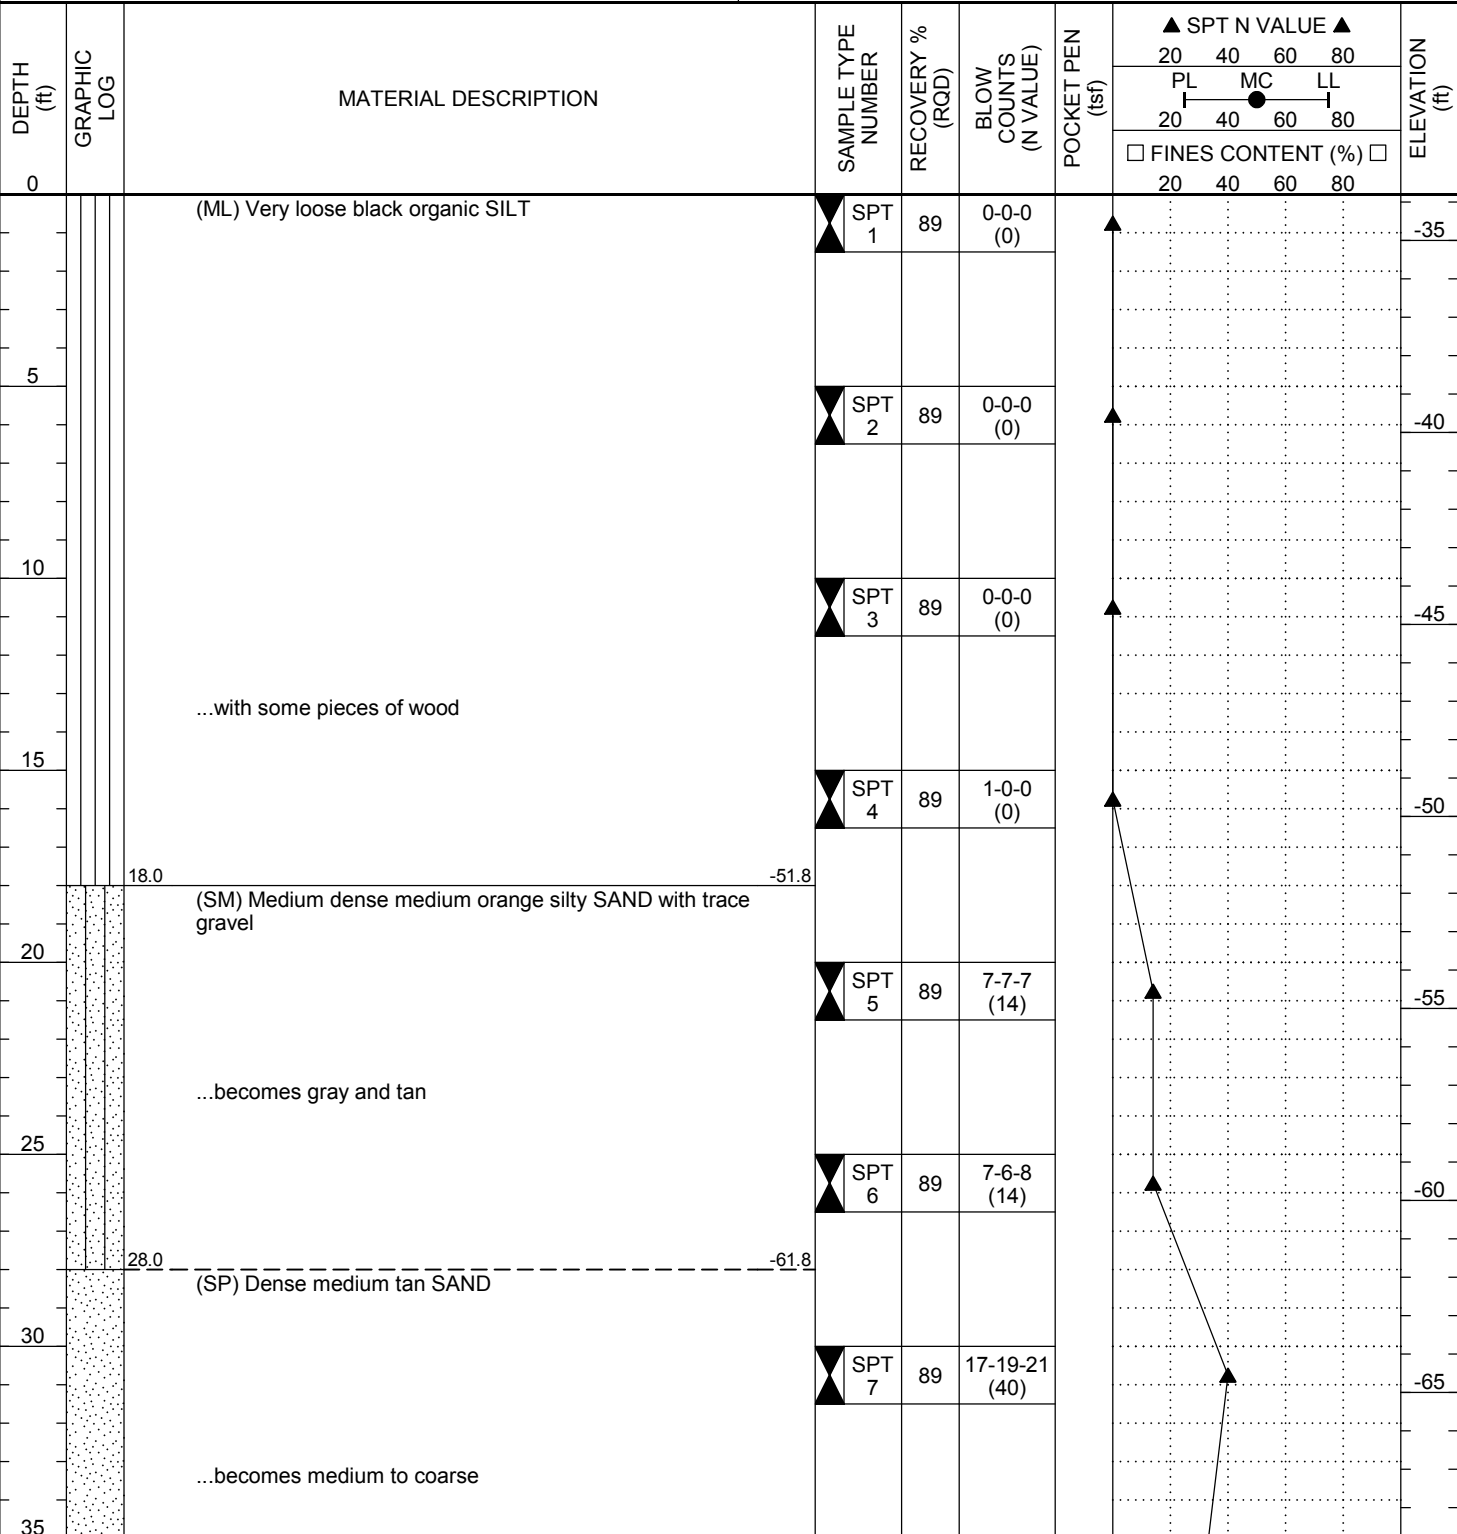 DEPTH
(ft)
GRAPHIC
LOG
MATERIAL DESCRIPTION
SAMPLE TYPE
NUMBER
RECOVERY %
(RQD)
BLOW
COUNTS
(N VALUE)
POCKET PEN
(tsf)
▲ SPT N VALUE ▲
20 40 60 80
PL MC LL
20 40 60 80
□ FINES CONTENT (%) □
20 40 60 80
ELEVATION
(ft)
0
(ML) Very loose black organic SILT
SPT
1
89
0-0-0
(0)
-35
5
SPT
2
89
0-0-0
(0)
-40
10
SPT
3
89
0-0-0
(0)
-45
...with some pieces of wood
15
SPT
4
89
1-0-0
(0)
-50
18.0 -51.8
(SM) Medium dense medium orange silty SAND with trace
gravel
20
SPT
5
89
7-7-7
(14)
-55
...becomes gray and tan
25
SPT
6
89
7-6-8
(14)
-60
28.0 -61.8
(SP) Dense medium tan SAND
30
SPT
7
89
17-19-21
(40)
-65
...becomes medium to coarse
35